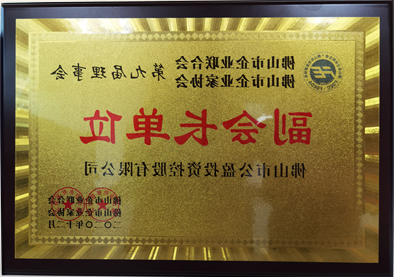 佛山市企业联合会
佛山市企业家协会
第九届理事会
副会长单位
佛山市公盈投资控股有限公司
佛山市企业联合会
佛山市企业家协会
二〇二〇年十二月